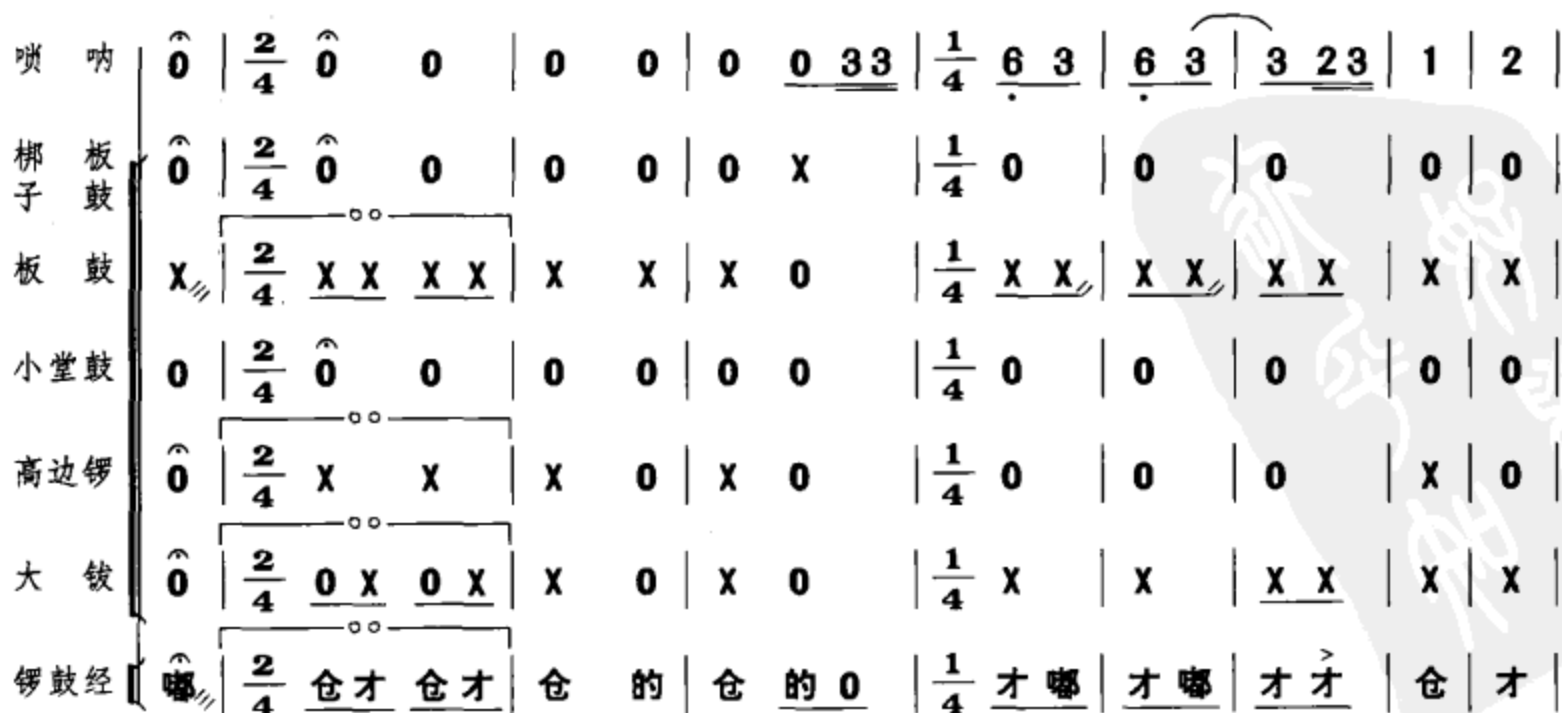 唢 呐 0 | 2/4 0 0 | 0 0 | 0 0 33 | 1/4 6 3 | 6 3 | 3 23 | 1 | 2 |
梆子 板鼓 0 | 2/4 0 0 | 0 0 | 0 X | 1/4 0 | 0 | 0 | 0 | 0 |
板 鼓 X | 2/4 X X X X | X X | X 0 | 1/4 X X | X X | X X | X | X |
小堂鼓 0 | 2/4 0 0 | 0 0 | 0 0 | 1/4 0 | 0 | 0 | 0 | 0 |
高边锣 0 | 2/4 X X | X 0 | X 0 | 1/4 0 | 0 | 0 | X | 0 |
大 钹 0 | 2/4 0 X 0 X | X 0 | X 0 | 1/4 X | X | X X | X | X |
锣鼓经 嘟 | 2/4 仓才 仓才 | 仓 的 | 仓 的 0 | 1/4 才 嘟 | 才 嘟 | 才 才 | 仓 | 才 |